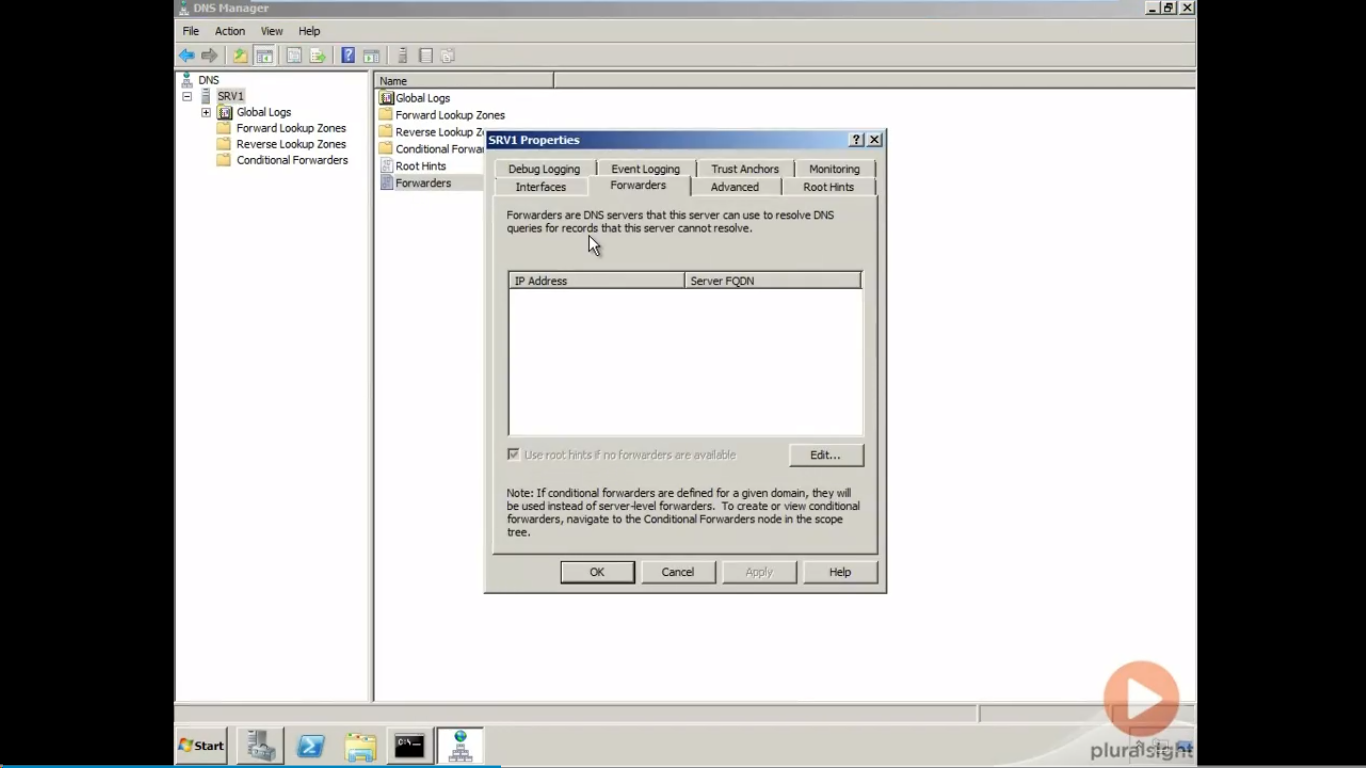 DNS Manager
File Action View Help
DNS
SRV1
Global Logs
Forward Lookup Zones
Reverse Lookup Zones
Conditional Forwarders
Name
Global Logs
Forward Lookup Zones
Reverse Lookup Z
Conditional Forwa
Root Hints
Forwarders
SRV1 Properties
Debug Logging Event Logging Trust Anchors Monitoring
Interfaces Forwarders Advanced Root Hints
Forwarders are DNS servers that this server can use to resolve DNS
queries for records that this server cannot resolve.
IP Address Server FQDN
Use root hints if no forwarders are available Edit...
Note: If conditional forwarders are defined for a given domain, they will
be used instead of server-level forwarders. To create or view conditional
forwarders, navigate to the Conditional Forwarders node in the scope
tree.
OK Cancel Apply Help
Start
C:\
pluralsight